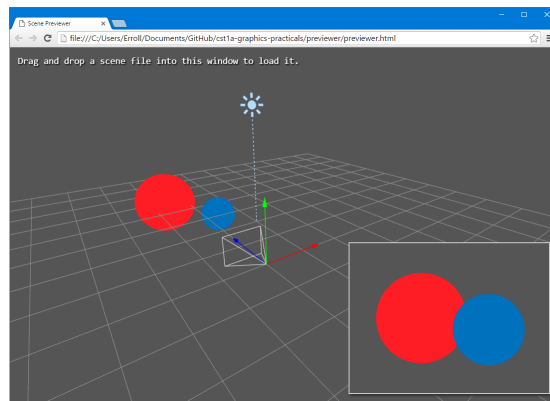 Scene Previewer
file:///C:/Users/Erroll/Documents/GitHub/cst1a-graphics-practicals/previewer/previewer.html
Drag and drop a scene file into this window to load it.